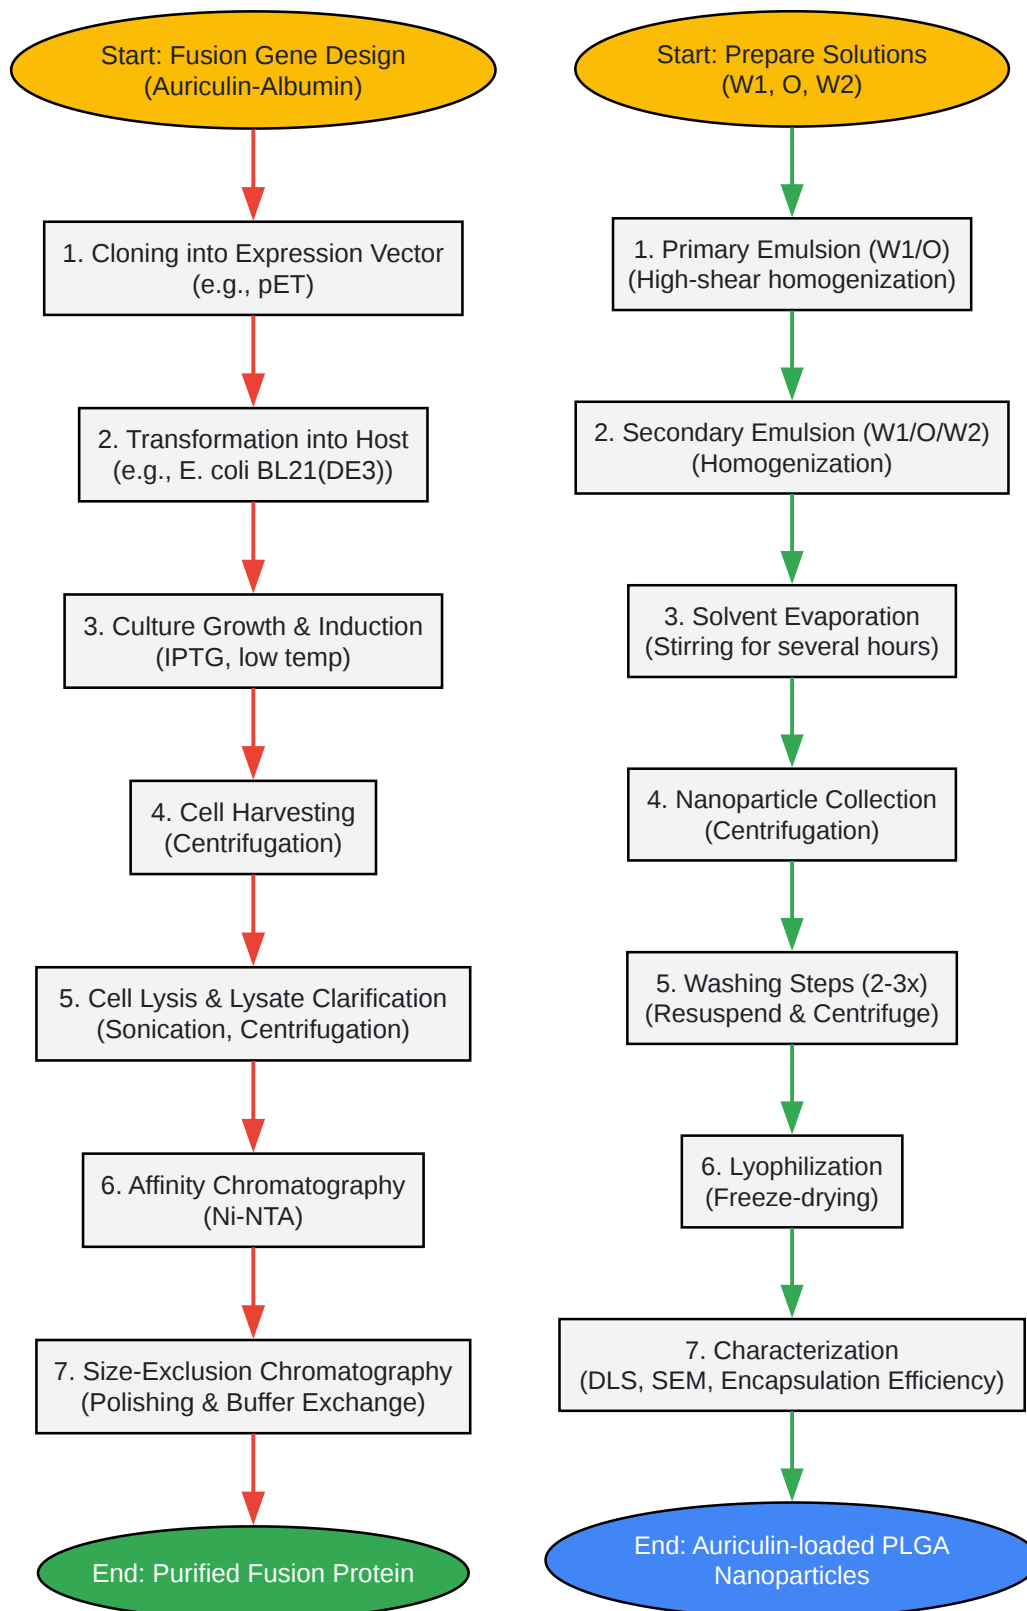 Start: Fusion Gene Design
(Auriculin-Albumin)
1. Cloning into Expression Vector
(e.g., pET)
2. Transformation into Host
(e.g., E. coli BL21(DE3))
3. Culture Growth & Induction
(IPTG, low temp)
4. Cell Harvesting
(Centrifugation)
5. Cell Lysis & Lysate Clarification
(Sonication, Centrifugation)
6. Affinity Chromatography
(Ni-NTA)
7. Size-Exclusion Chromatography
(Polishing & Buffer Exchange)
End: Purified Fusion Protein
Start: Prepare Solutions
(W1, O, W2)
1. Primary Emulsion (W1/O)
(High-shear homogenization)
2. Secondary Emulsion (W1/O/W2)
(Homogenization)
3. Solvent Evaporation
(Stirring for several hours)
4. Nanoparticle Collection
(Centrifugation)
5. Washing Steps (2-3x)
(Resuspend & Centrifuge)
6. Lyophilization
(Freeze-drying)
7. Characterization
(DLS, SEM, Encapsulation Efficiency)
End: Auriculin-loaded PLGA
Nanoparticles